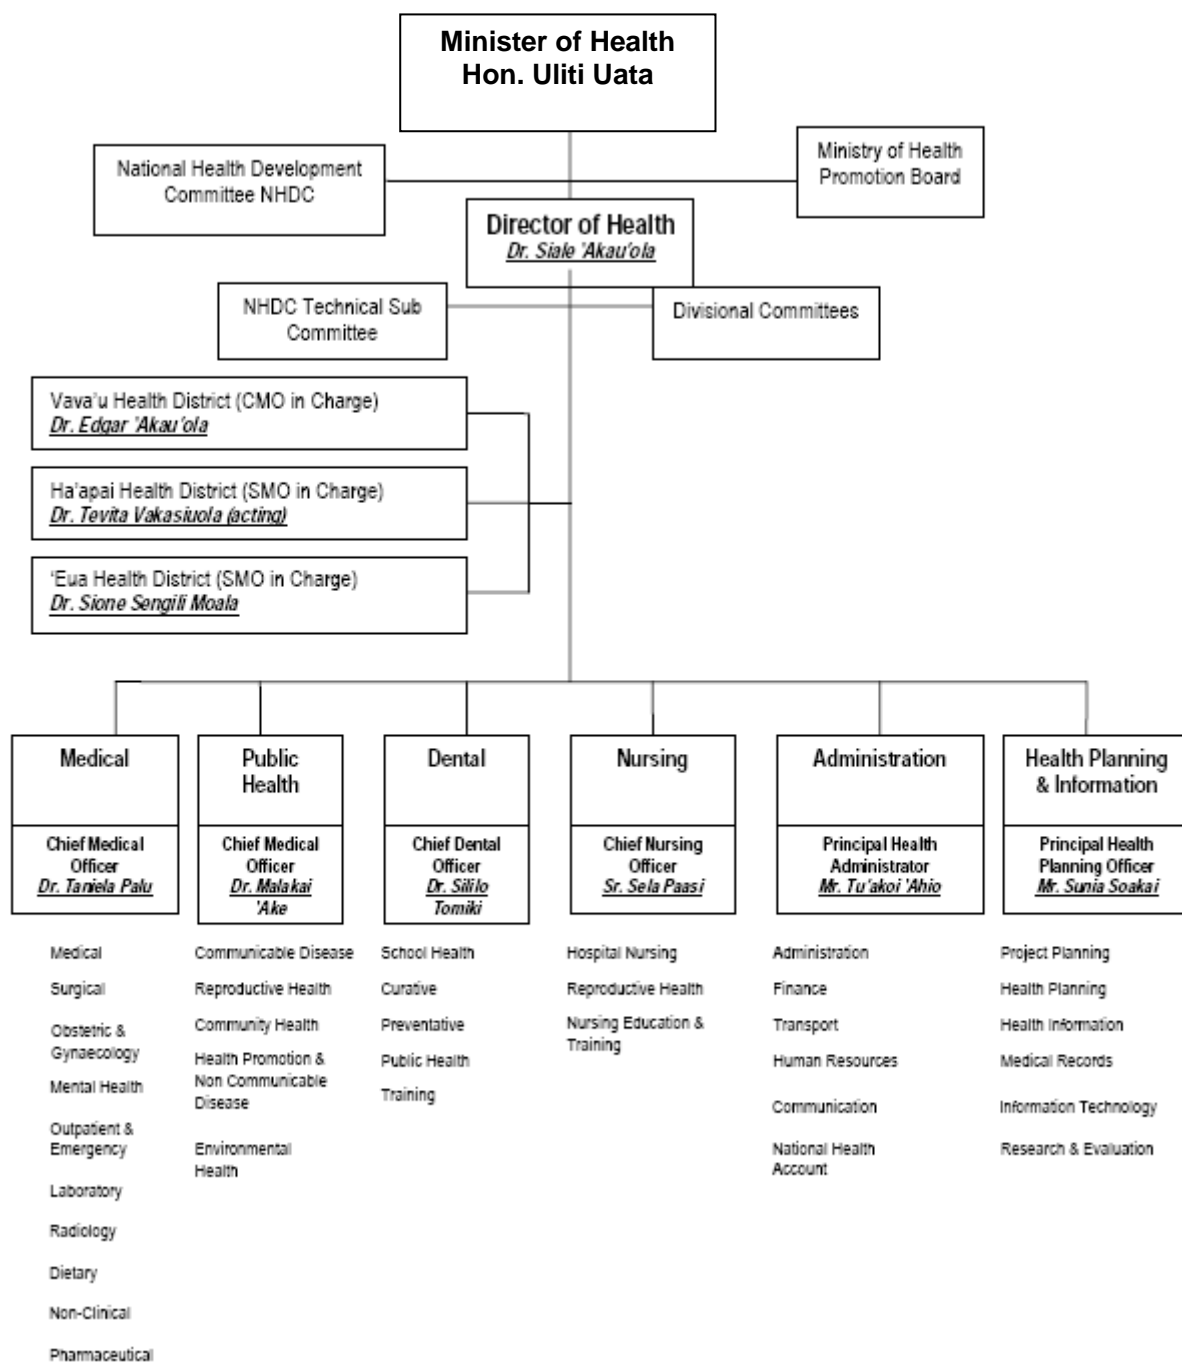 Minister of Health
Hon. Uliti Uata
National Health Development
Committee NHDC
Ministry of Health
Promotion Board
Director of Health
Dr. Siale 'Akau'ola
NHDC Technical Sub
Committee
Divisional Committees
Vava'u Health District (CMO in Charge)
Dr. Edgar 'Akau'ola
Ha'apai Health District (SMO in Charge)
Dr. Tevita Vakasiuola (acting)
'Eua Health District (SMO in Charge)
Dr. Sione Sengili Moala
Medical
Chief Medical
Officer
Dr. Taniela Palu
Medical
Surgical
Obstetric &
Gynaecology
Mental Health
Outpatient &
Emergency
Laboratory
Radiology
Dietary
Non-Clinical
Pharmaceutical
Public
Health
Chief Medical
Officer
Dr. Malakai
'Ake
Communicable Disease
Reproductive Health
Community Health
Health Promotion &
Non Communicable
Disease
Environmental
Health
Dental
Chief Dental
Officer
Dr. Sililo
Tomiki
School Health
Curative
Preventative
Public Health
Training
Nursing
Chief Nursing
Officer
Sr. Sela Paasi
Hospital Nursing
Reproductive Health
Nursing Education &
Training
Administration
Principal Health
Administrator
Mr. Tu'akoi 'Ahio
Administration
Finance
Transport
Human Resources
Communication
National Health
Account
Health Planning
& Information
Principal Health
Planning Officer
Mr. Sunia Soakai
Project Planning
Health Planning
Health Information
Medical Records
Information Technology
Research & Evaluation